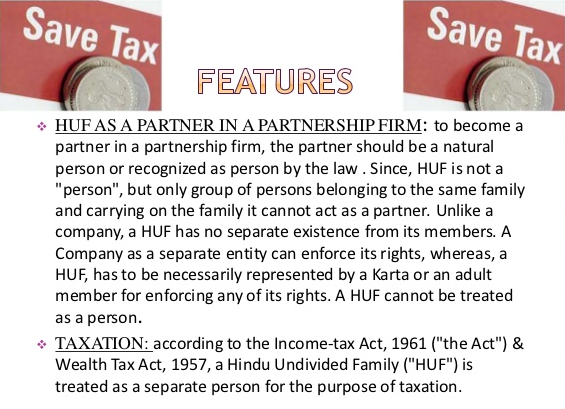 Save Tax
Save Tax
FEATURES
❖ HUF AS A PARTNER IN A PARTNERSHIP FIRM: to become a
partner in a partnership firm, the partner should be a natural
person or recognized as person by the law . Since, HUF is not a
"person", but only group of persons belonging to the same family
and carrying on the family it cannot act as a partner. Unlike a
company, a HUF has no separate existence from its members. A
Company as a separate entity can enforce its rights, whereas, a
HUF, has to be necessarily represented by a Karta or an adult
member for enforcing any of its rights. A HUF cannot be treated
as a person.
❖ TAXATION: according to the Income-tax Act, 1961 ("the Act") &
Wealth Tax Act, 1957, a Hindu Undivided Family ("HUF") is
treated as a separate person for the purpose of taxation.